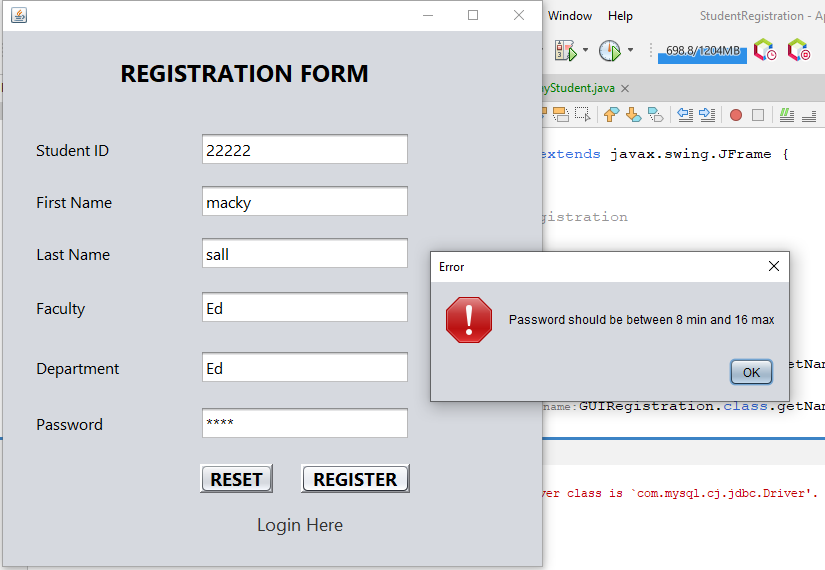 Window Help StudentRegistration - Ap
698.8/1204MB
REGISTRATION FORM
nyStudent.java
Student ID 22222
extends javax.swing.JFrame {
First Name macky
gistration
Last Name sall
Error
Faculty Ed
Password should be between 8 min and 16 max
Department Ed
OK
getNam
Password ****
name:GUIRegistration.class.getNam
RESET REGISTER
ver class is `com.mysql.cj.jdbc.Driver'.
Login Here